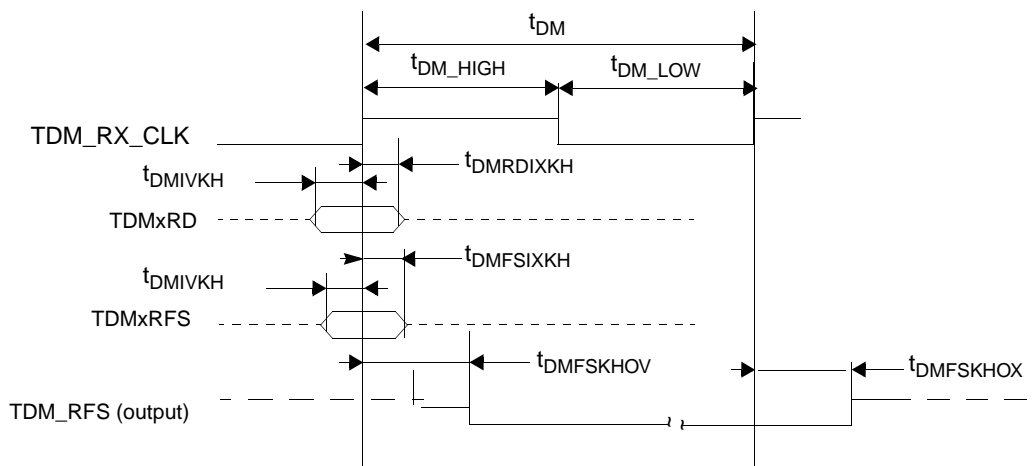 tDM
tDM_HIGH
tDM_LOW
TDM_RX_CLK
tDMRDIXKH
tDMIVKH
TDMxRD
tDMFSIXKH
tDMIVKH
TDMxRFS
tDMFSKHOV
tDMFSKHOX
TDM_RFS (output)